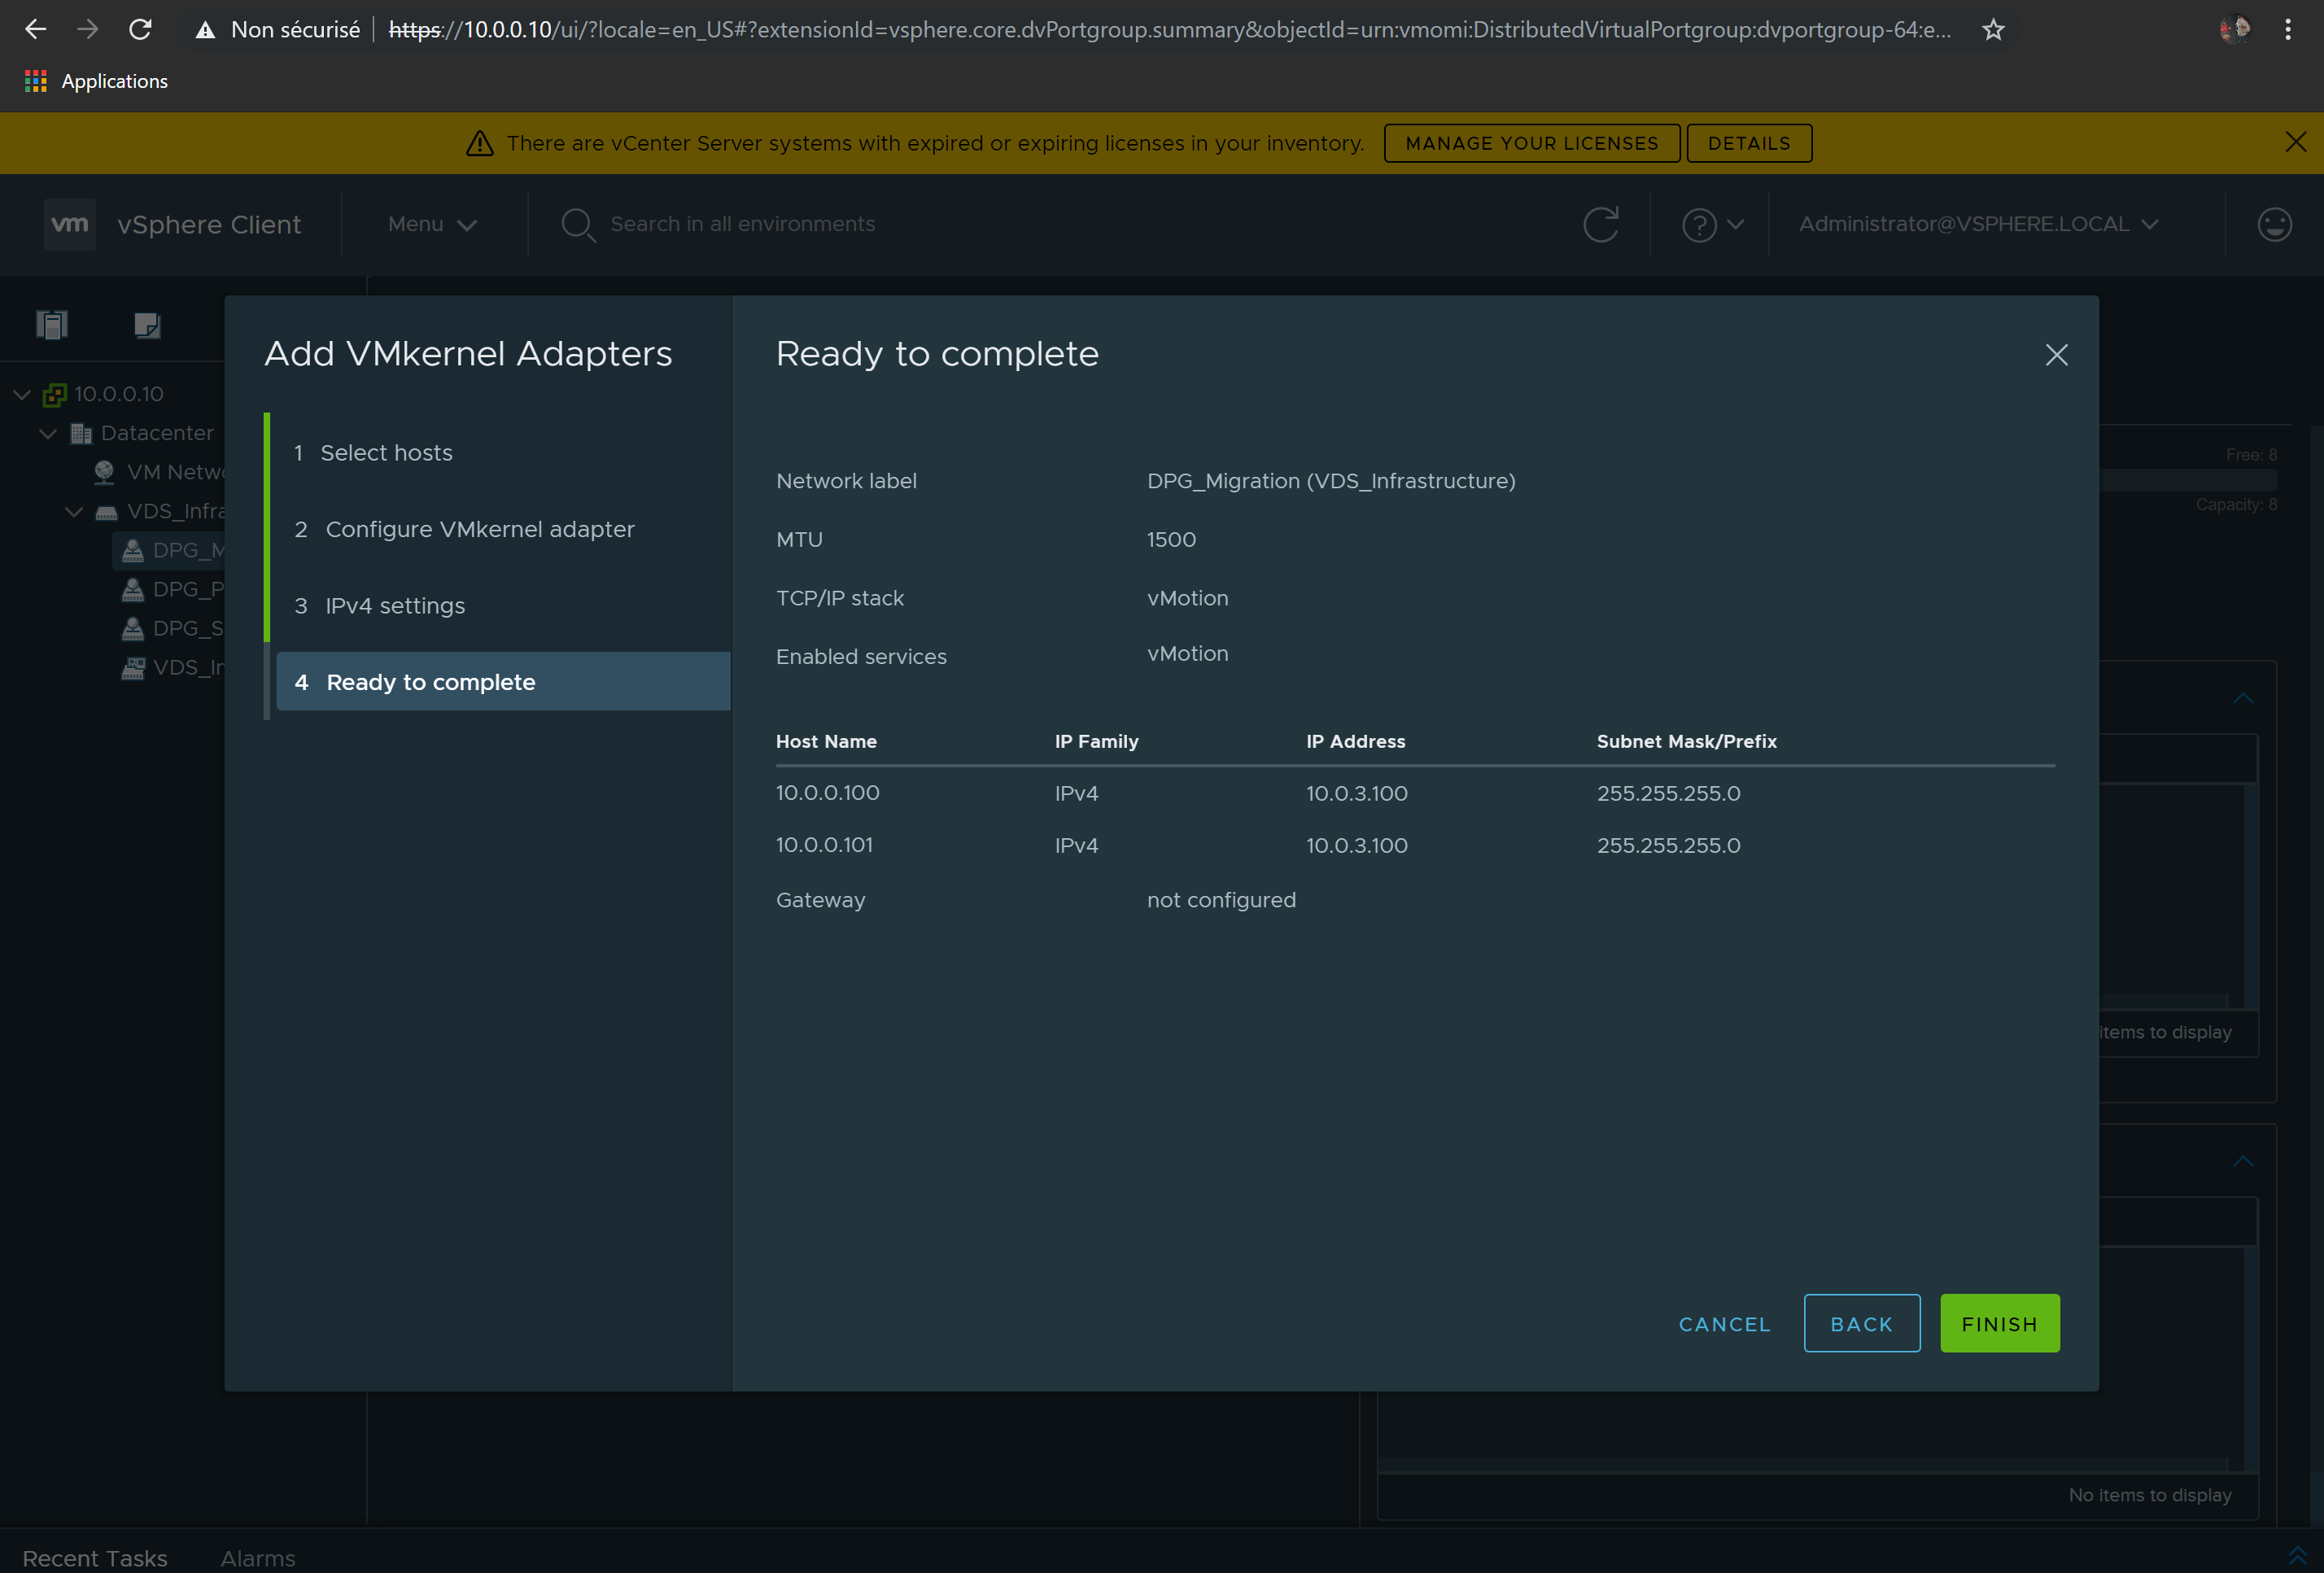 Non sécurisé
https://10.0.0.10/ui/?locale=en_US#?extensionId=vsphere.core.dvPortgroup.summary&objectId=urn:vmomi:DistributedVirtualPortgroup:dvportgroup-64:e...
Applications
There are vCenter Server systems with expired or expiring licenses in your inventory.
MANAGE YOUR LICENSES
DETAILS
vm vSphere Client
Menu
Search in all environments
Administrator@VSPHERE.LOCAL
10.0.0.10
Datacenter
VM Netwo
VDS_Infra
DPG_M
DPG_P
DPG_S
VDS_In
Add VMkernel Adapters
1 Select hosts
2 Configure VMkernel adapter
3 IPv4 settings
4 Ready to complete
Ready to complete
Network label DPG_Migration (VDS_Infrastructure)
MTU 1500
TCP/IP stack vMotion
Enabled services vMotion
Host Name IP Family IP Address Subnet Mask/Prefix
10.0.0.100 IPv4 10.0.3.100 255.255.255.0
10.0.0.101 IPv4 10.0.3.100 255.255.255.0
Gateway not configured
CANCEL
BACK
FINISH
Free: 8
Capacity: 8
items to display
No items to display
Recent Tasks
Alarms